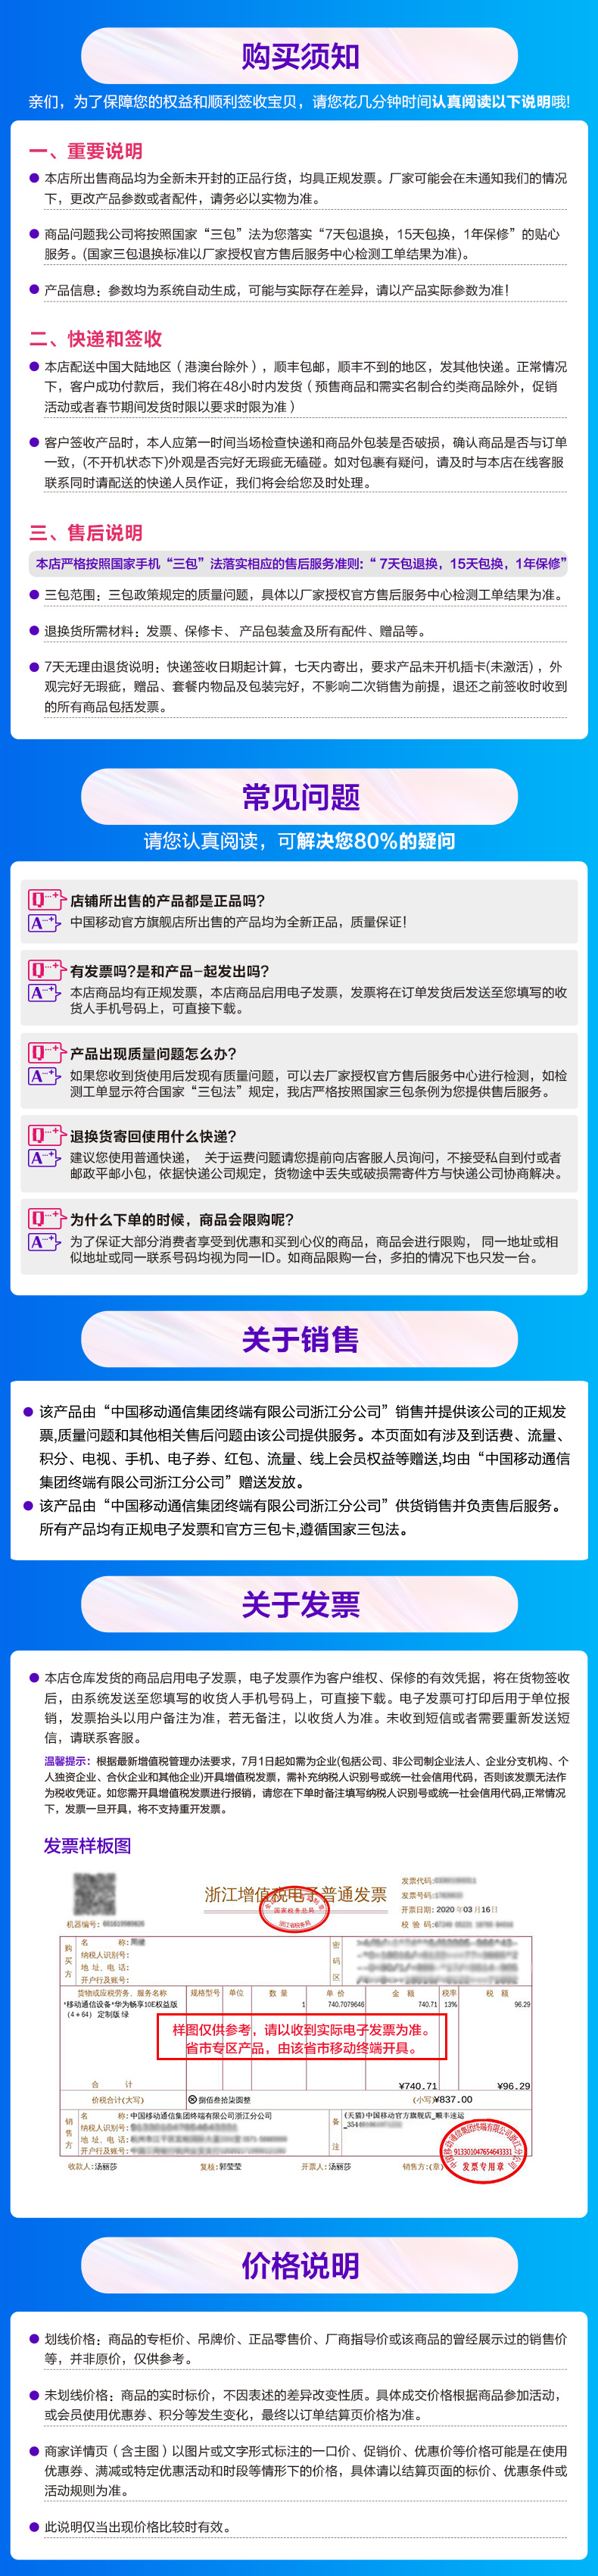 购买须知
亲们，为了保障您的权益和顺利签收宝贝，请您花几分钟时间认真阅读以下说明哦!
一、重要说明
本店所出售商品均为全新未开封的正品行货，均具正规发票。厂家可能会在未通知我们的情况
下，更改产品参数或者配件，请务必以实物为准。
商品问题我公司将按照国家“三包”法为您落实“7天包退换，15天包换，1年保修”的贴心
服务。(国家三包退换标准以厂家授权官方售后服务中心检测工单结果为准)。
产品信息：参数均为系统自动生成，可能与实际存在差异，请以产品实际参数为准！
二、快递和签收
本店配送中国大陆地区（港澳台除外），顺丰包邮，顺丰不到的地区，发其他快递。正常情况
下，客户成功付款后，我们将在48小时内发货（预售商品和需实名制合约类商品除外，促销
活动或者春节期间发货时限以要求时限为准）
客户签收产品时，本人应第一时间当场检查快递和商品外包装是否破损，确认商品是否与订单
一致，(不开机状态下)外观是否完好无瑕疵无磕碰。如对包裹有疑问，请及时与本店在线客服
联系同时请配送的快递人员作证，我们将会给您及时处理。
三、售后说明
本店严格按照国家手机“三包”法落实相应的售后服务准则:“7天包退换，15天包换，1年保修”
三包范围：三包政策规定的质量问题，具体以厂家授权官方售后服务中心检测工单结果为准。
退换货所需材料：发票、保修卡、 产品包装盒及所有配件、赠品等。
7天无理由退货说明：快递签收日期起计算，七天内寄出，要求产品未开机插卡(未激活) ，外
观完好无瑕疵，赠品、套餐内物品及包装完好，不影响二次销售为前提，退还之前签收时收到
的所有商品包括发票。
常见问题
请您认真阅读，可解决您80%的疑问
Q 店铺所出售的产品都是正品吗?
A 中国移动官方旗舰店所出售的产品均为全新正品，质量保证！
Q 有发票吗?是和产品一起发出吗?
A 本店商品均有正规发票，本店商品启用电子发票，发票将在订单发货后发送至您填写的收
货人手机号码上，可直接下载。
Q 产品出现质量问题怎么办?
A 如果您收到货使用后发现有质量问题，可以去厂家授权官方售后服务中心进行检测，如检
测工单显示符合国家“三包法”规定，我店严格按照国家三包条例为您提供售后服务。
Q 退换货寄回使用什么快递?
A 建议您使用普通快递， 关于运费问题请您提前向店客服人员询问，不接受私自到付或者
邮政平邮小包，依据快递公司规定，货物途中丢失或破损需寄件方与快递公司协商解决。
Q 为什么下单的时候，商品会限购呢?
A 为了保证大部分消费者享受到优惠和买到心仪的商品，商品会进行限购， 同一地址或相
似地址或同一联系号码均视为同一ID。如商品限购一台，多拍的情况下也只发一台。
关于销售
该产品由“中国移动通信集团终端有限公司浙江分公司”销售并提供该公司的正规发
票,质量问题和其他相关售后问题由该公司提供服务。本页面如有涉及到话费、流量、
积分、电视、手机、电子券、红包、流量、线上会员权益等赠送,均由“中国移动通信
集团终端有限公司浙江分公司”赠送发放。
该产品由“中国移动通信集团终端有限公司浙江分公司”供货销售并负责售后服务。
所有产品均有正规电子发票和官方三包卡,遵循国家三包法。
关于发票
本店仓库发货的商品启用电子发票，电子发票作为客户维权、保修的有效凭据，将在货物签收
后，由系统发送至您填写的收货人手机号码上，可直接下载。电子发票可打印后用于单位报
销，发票抬头以用户备注为准，若无备注，以收货人为准。未收到短信或者需要重新发送短
信，请联系客服。
温馨提示：根据最新增值税管理办法要求，7月1日起如需为企业(包括公司、非公司制企业法人、企业分支机构、个
人独资企业、合伙企业和其他企业)开具增值税发票，需补充纳税人识别号或统一社会信用代码，否则该发票无法作
为税收凭证。如您需开具增值税发票进行报销，请您在下单时备注填写纳税人识别号或统一社会信用代码,正常情况
下，发票一旦开具，将不支持重开发票。
发票样板图
浙江增值税电子普通发票
国家税务总局
浙江省税务局
发票代码:
发票号码:
开票日期: 2020 年03 月16日
校 验 码:
机器编号:
购买方
名 称:
纳税人识别号:
地 址、电 话:
开户行及账号:
密码区
货物或应税劳务、服务名称 规格型号 单位 数 量 单 价 金 额 税率 税 额
*移动通信设备*华为畅享10E权益版 1 740.7079646 740.71 13% 96.29
（4＋64） 定制版 绿
样图仅供参考，请以收到实际电子发票为准。
省市专区产品，由该省市移动终端开具。
合 计 ¥740.71 ¥96.29
价税合计(大写) ⊗ 捌佰叁拾柒圆整 (小写)¥837.00
销售方
名 称: 中国移动通信集团终端有限公司浙江分公司
纳税人识别号:
地 址、电 话:
开户行及账号:
备注
(天猫)中国移动官方旗舰店_顺丰速运
中国移动通信集团终端有限公司浙江分公司
913301047654643331
发票专用章
收款人: 汤丽莎 复核: 郭莹莹 开票人: 汤丽莎 销售方:(章)
价格说明
划线价格：商品的专柜价、吊牌价、正品零售价、厂商指导价或该商品的曾经展示过的销售价
等，并非原价，仅供参考。
未划线价格：商品的实时标价，不因表述的差异改变性质。具体成交价格根据商品参加活动，
或会员使用优惠券、积分等发生变化，最终以订单结算页价格为准。
商家详情页（含主图）以图片或文字形式标注的一口价、促销价、优惠价等价格可能是在使用
优惠券、满减或特定优惠活动和时段等情形下的价格，具体请以结算页面的标价、优惠条件或
活动规则为准。
此说明仅当出现价格比较时有效。